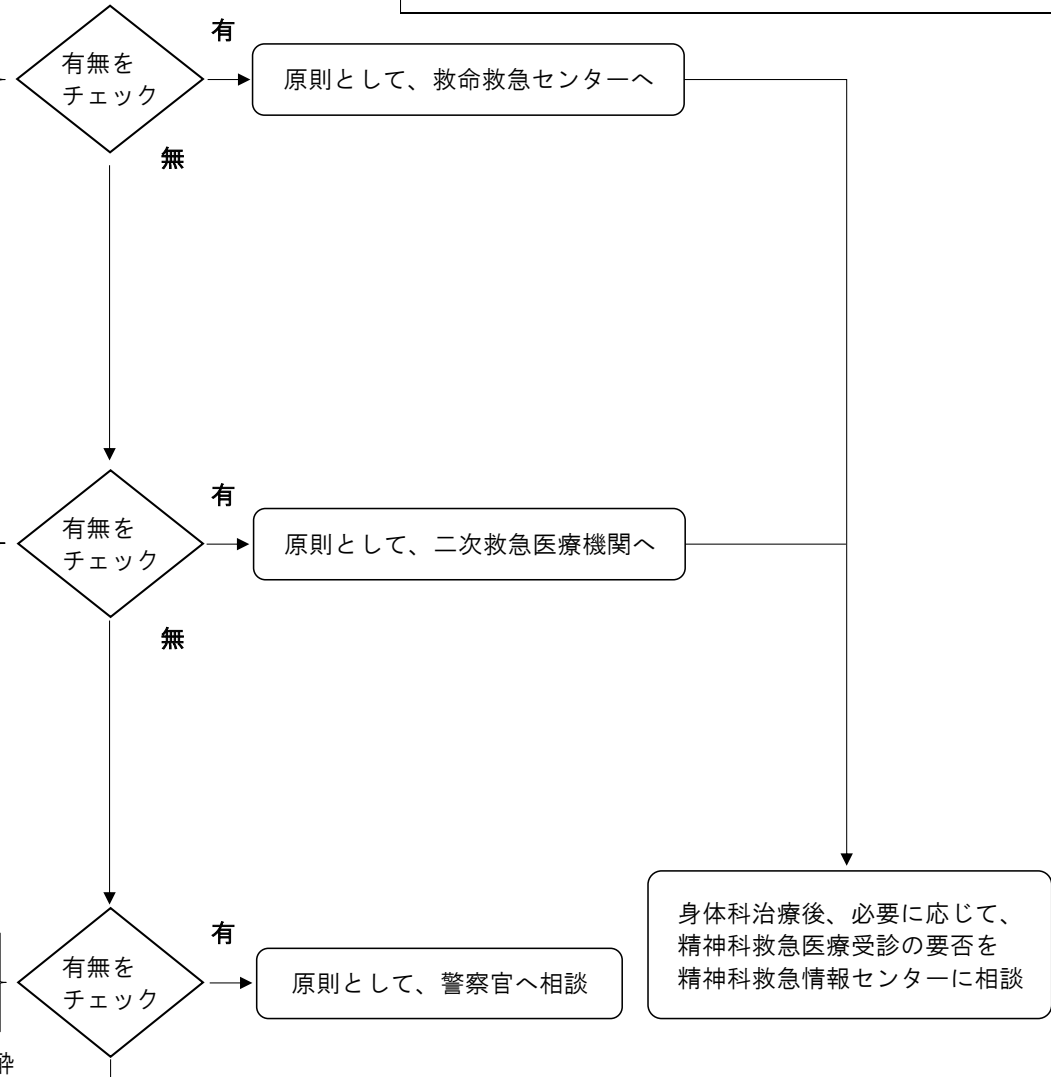 有
有無を
チェック
原則として、救命救急センターへ
無
有
有無を
チェック
原則として、二次救急医療機関へ
無
有
有無を
チェック
原則として、警察官へ相談
身体科治療後、必要に応じて、
精神科救急医療受診の要否を
精神科救急情報センターに相談
酔